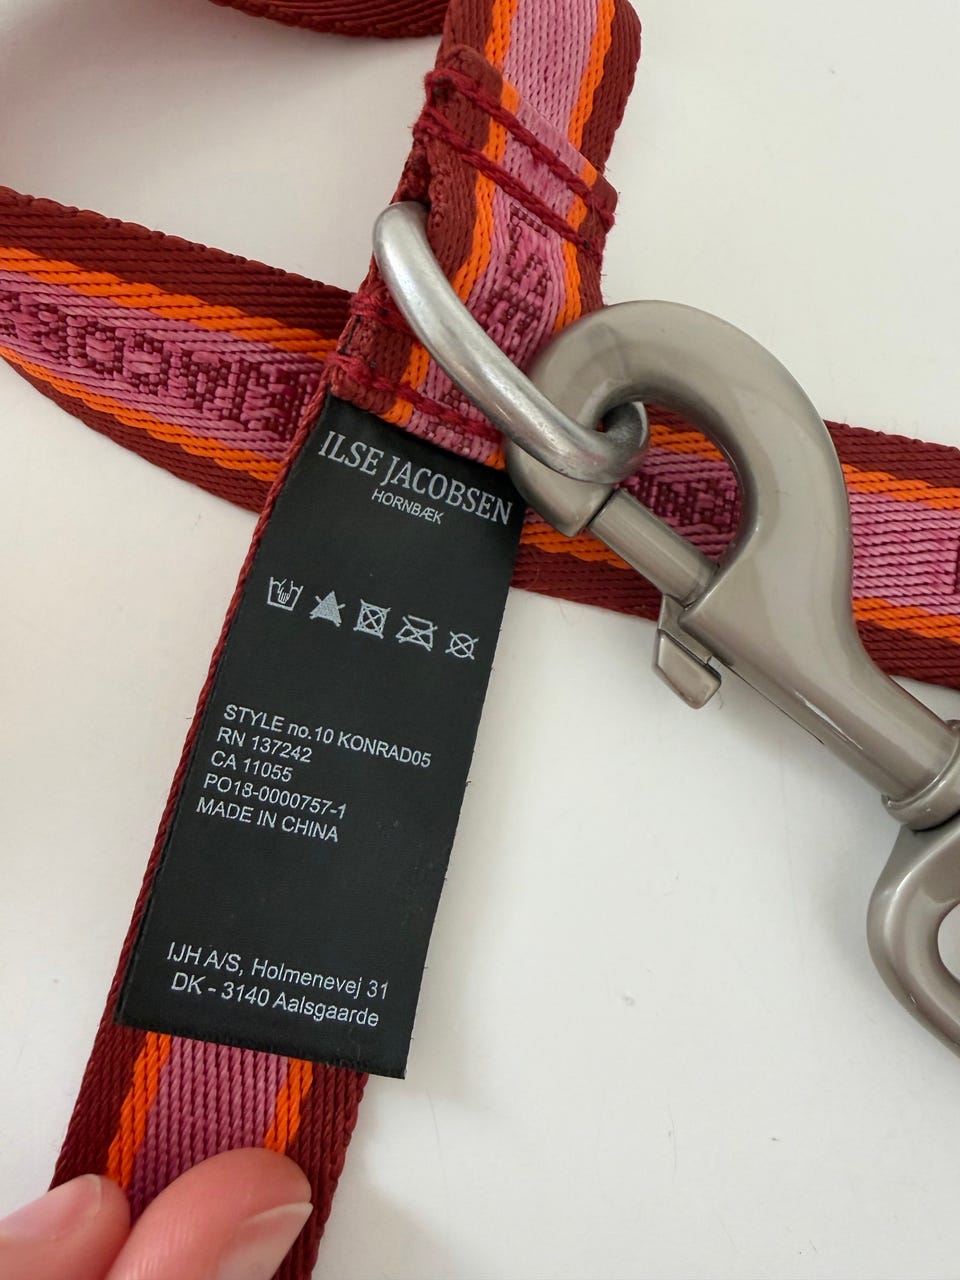 ILSE JACOBSEN
HORNBÆK
STYLE no.10 KONRAD05
RN 137242
CA 11055
PO18-0000757-1
MADE IN CHINA
IJH A/S, Holmenevej 31
DK - 3140 Aalsgaarde